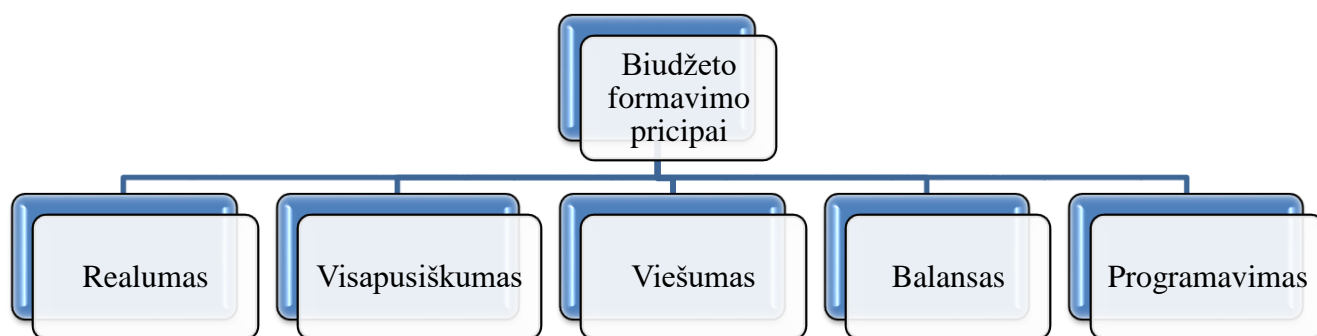 Biudžeto
formavimo
pricipai
Realumas
Visapusiškumas
Viešumas
Balansas
Programavimas